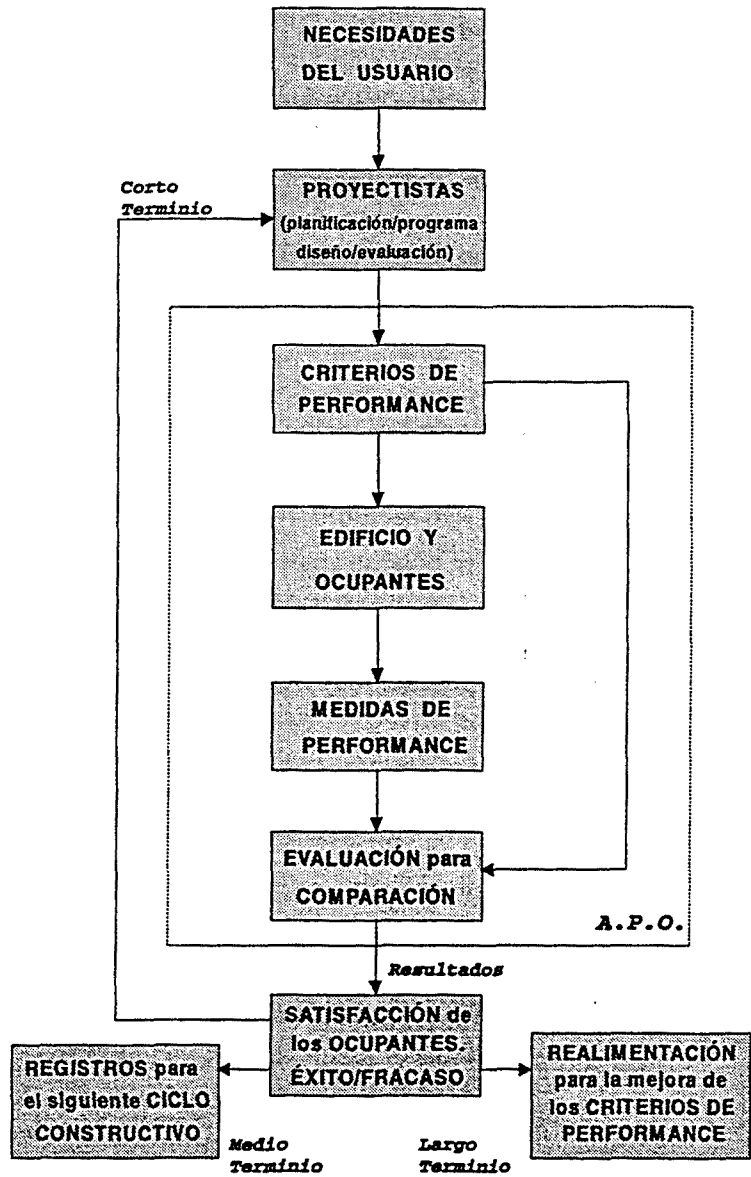 NECESIDADES
DEL USUARIO
Corto
Terminio
PROYECTISTAS
(planificación/programa
diseño/evaluación)
CRITERIOS DE
PERFORMANCE
EDIFICIO Y
OCUPANTES
MEDIDAS DE
PERFORMANCE
EVALUACIÓN para
COMPARACIÓN
A.P.O.
Resultados
SATISFACCIÓN de
los OCUPANTES.
ÉXITO/FRACASO
REGISTROS para
el siguiente CICLO
CONSTRUCTIVO
REALIMENTACIÓN
para la mejora de
los CRITERIOS DE
PERFORMANCE
Medio
Terminio
Largo
Terminio